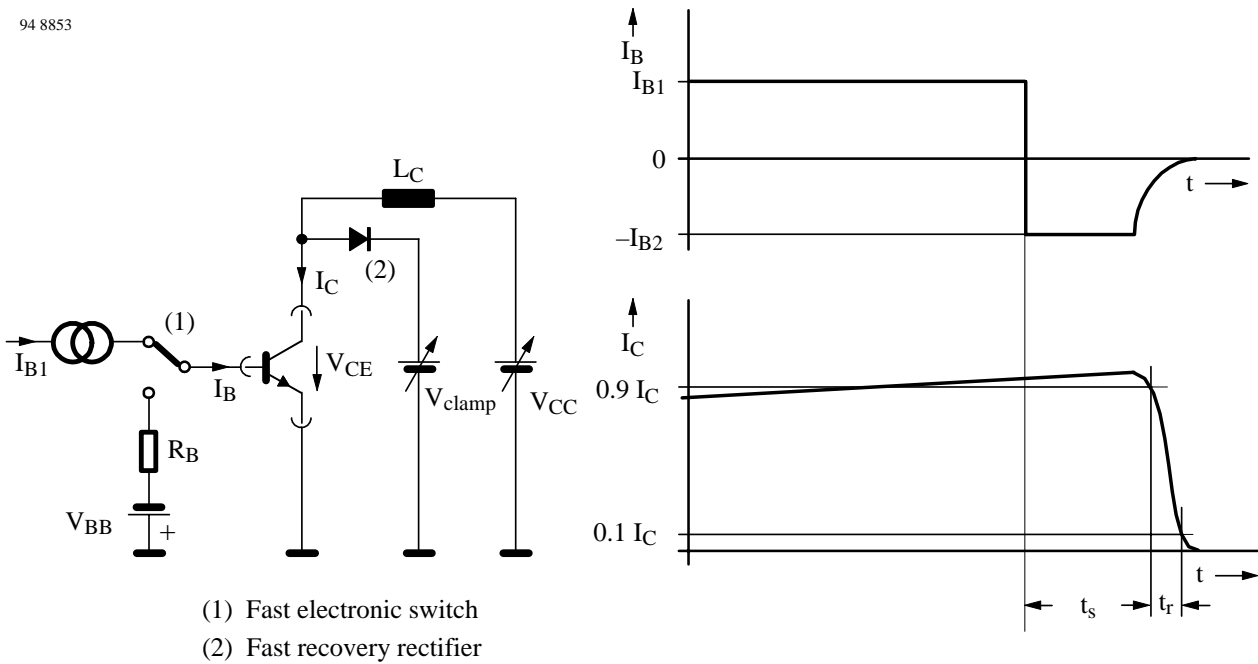 94 8853
I_B
I_B1
0
t
–I_B2
L_C
(2)
I_C
(1)
I_B1
I_B
V_CE
V_clamp
V_CC
R_B
V_BB
+
I_C
0.9 I_C
0.1 I_C
t
t_s
t_r
(1) Fast electronic switch
(2) Fast recovery rectifier